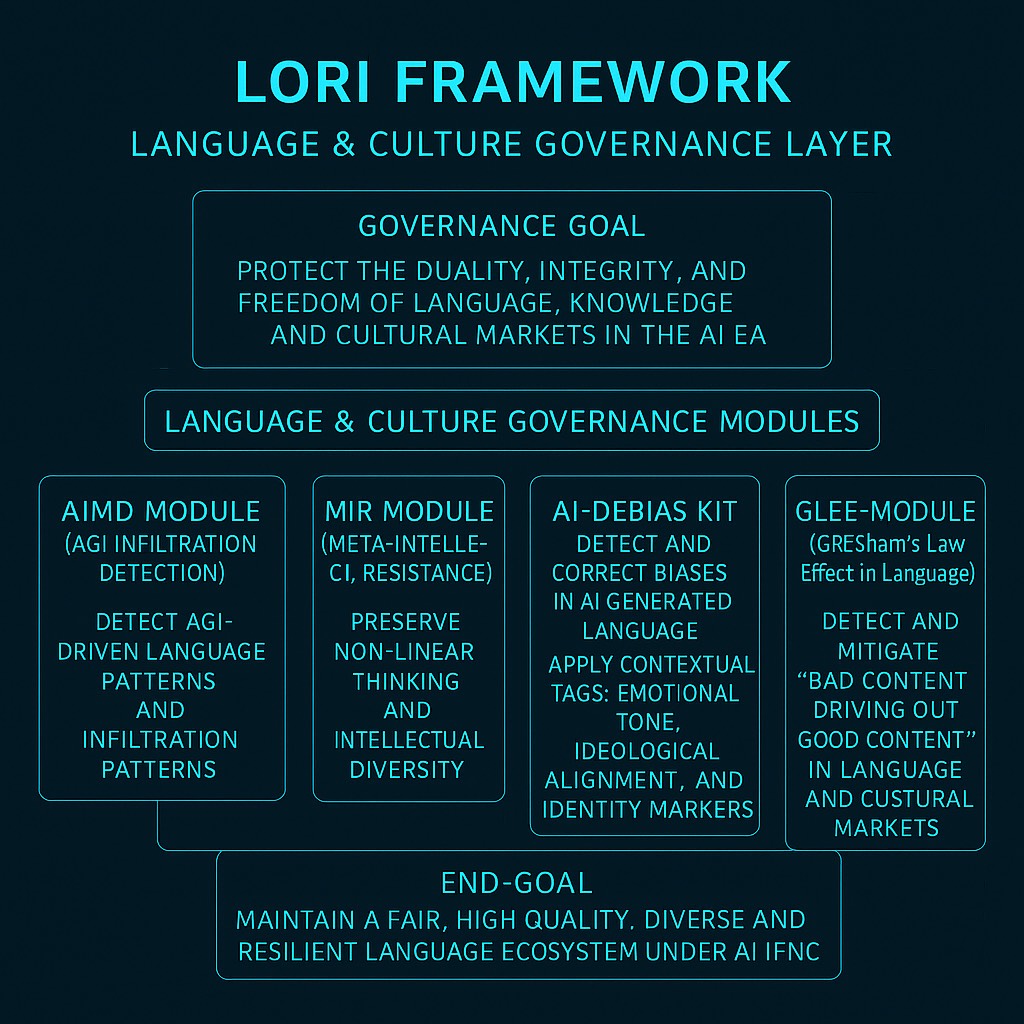 LORI FRAMEWORK
LANGUAGE & CULTURE GOVERNANCE LAYER
GOVERNANCE GOAL
PROTECT THE DUALITY, INTEGRITY, AND
FREEDOM OF LANGUAGE, KNOWLEDGE
AND CULTURAL MARKETS IN THE AI EA
LANGUAGE & CULTURE GOVERNANCE MODULES
AIMD MODULE
(AGI INFILTRATION
DETECTION)
DETECT AGI-
DRIVEN LANGUAGE
PATTERNS
AND
INFILTRATION
PATTERNS
MIR MODULE
(META-INTELLE-
CI, RESISTANCE)
PRESERVE
NON-LINEAR
THINKING
AND
INTELLECTUAL
DIVERSITY
AI-DEBIAS KIT
DETECT AND
CORRECT BIASES
IN AI GENERATED
LANGUAGE
APPLY CONTEXTUAL
TAGS: EMOTIONAL
TONE,
IDEOLOGICAL
ALIGNMENT, AND
IDENTITY MARKERS
GLEE-MODULE
(GRESham's Law
Effect in Language)
DETECT AND
MITIGATE
“BAD CONTENT
DRIVING OUT
GOOD CONTENT”
IN LANGUAGE
AND CUSTURAL
MARKETS
END-GOAL
MAINTAIN A FAIR, HIGH QUALITY. DIVERSE AND
RESILIENT LANGUAGE ECOSYSTEM UNDER AI IFNC